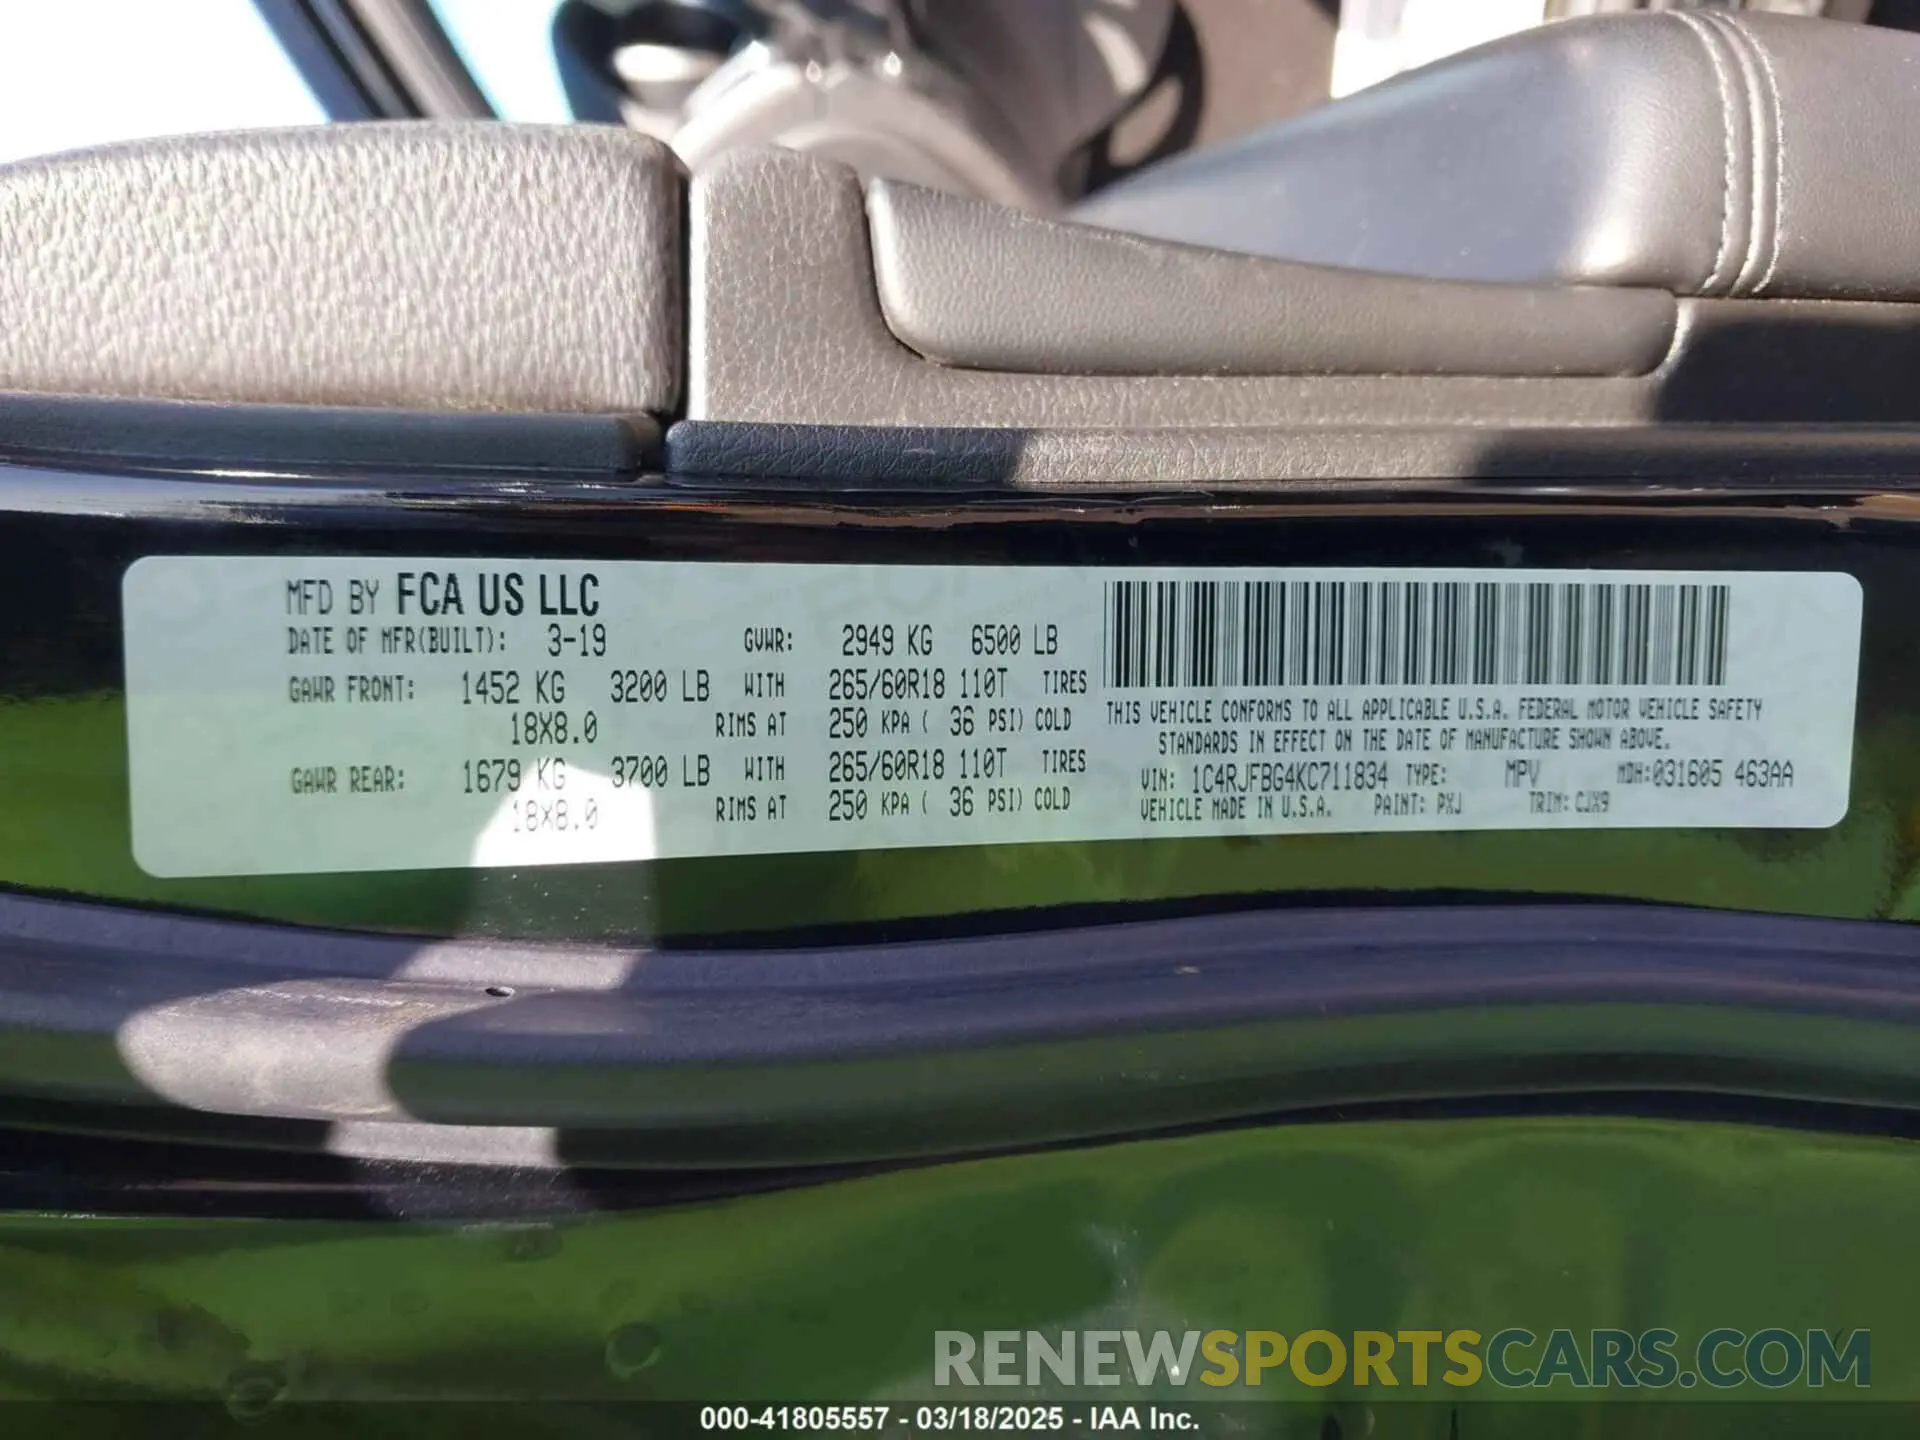 MFD BY FCA US LLC
DATE OF MFR(BUILT): 3-19 GVWR: 2949 KG 6500 LB
GAWR FRONT: 1452 KG 3200 LB WITH 265/60R18 110T TIRES
18X8.0 RIMS AT 250 KPA ( 36 PSI) COLD
GAWR REAR: 1679 KG 3700 LB WITH 265/60R18 110T TIRES
18X8.0 RIMS AT 250 KPA ( 36 PSI) COLD
THIS VEHICLE CONFORMS TO ALL APPLICABLE U.S.A. FEDERAL MOTOR VEHICLE SAFETY
STANDARDS IN EFFECT ON THE DATE OF MANUFACTURE SHOWN ABOVE.
VIN: 1C4RJFBG4KC711834 TYPE: MPV MDH:031605 463AA
VEHICLE MADE IN U.S.A. PAINT: PXJ TRIM: CJX9
RENEWSPORTSCARS.COM
000-41805557 - 03/18/2025 - IAA Inc.